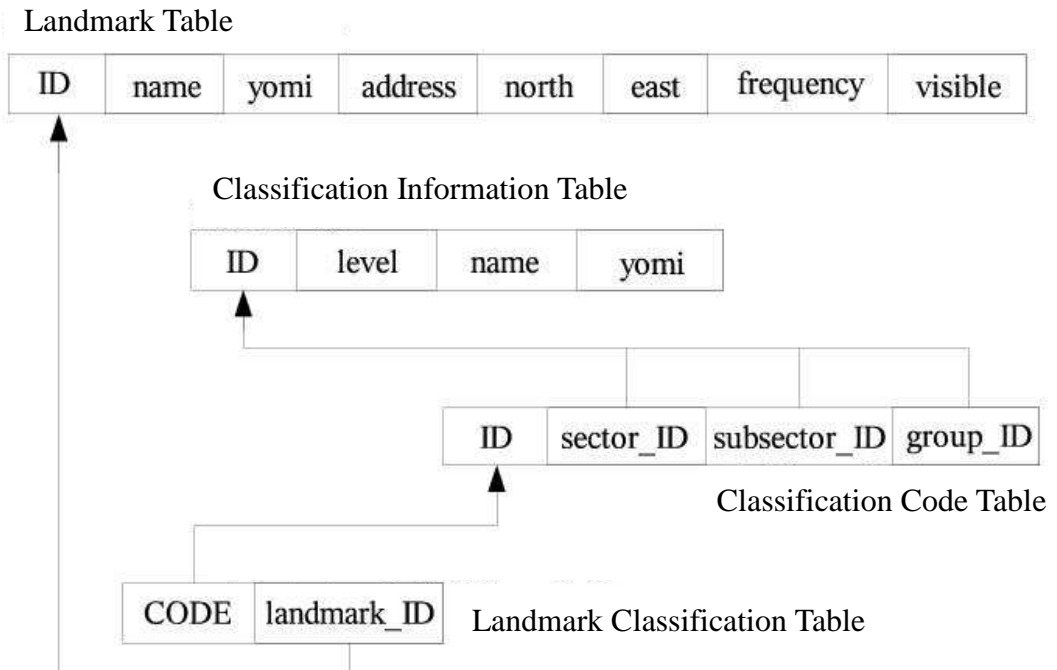 Landmark Table
ID name yomi address north east frequency visible
Classification Information Table
ID level name yomi
ID sector_ID subsector_ID group_ID
Classification Code Table
CODE landmark_ID
Landmark Classification Table